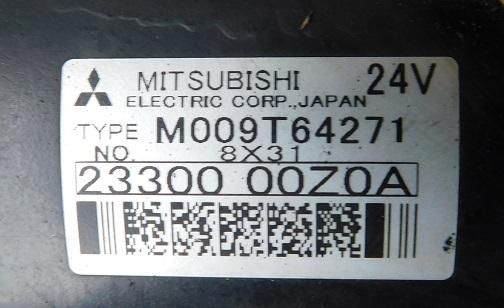 MITSUBISHI 24V
ELECTRIC CORP.,JAPAN
TYPE M009T64271
NO. 8X31
23300 00Z0A